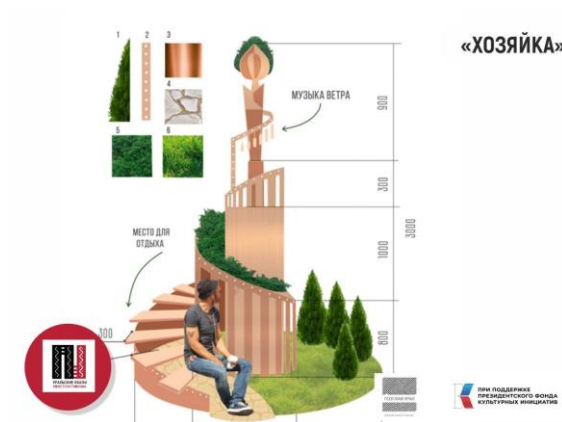 «ХОЗЯЙКА»
1 2 3
4
5 6
МУЗЫКА ВЕТРА
МЕСТО ДЛЯ
ОТДЫХА
900
300
1000
800
3000
300
ПРИ ПОДДЕРЖКЕ
ПРЕЗИДЕНТСКОГО ФОНДА
КУЛЬТУРНЫХ ИНИЦИАТИВ